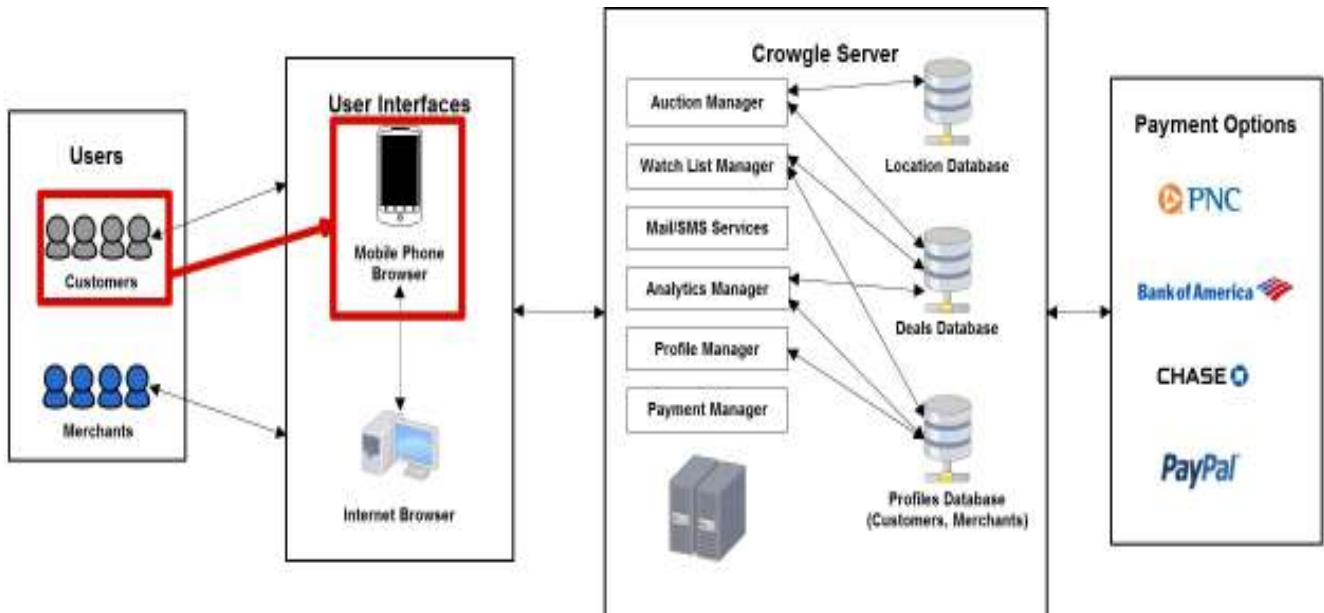 Users
Customers
Merchants
User Interfaces
Mobile Phone
Browser
Internet Browser
Crowgle Server
Auction Manager
Watch List Manager
Mail/SMS Services
Analytics Manager
Profile Manager
Payment Manager
Location Database
Deals Database
Profiles Database
(Customers, Merchants)
Payment Options
PNC
Bank of America
CHASE
PayPal